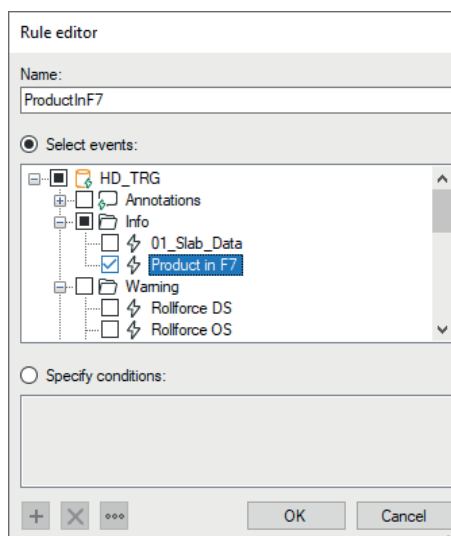 Rule editor
Name:
ProductInF7
Select events:
HD_TRG
Annotations
Info
01_Slab_Data
Product in F7
Warning
Rollforce DS
Rollforce OS
Specify conditions:
OK Cancel